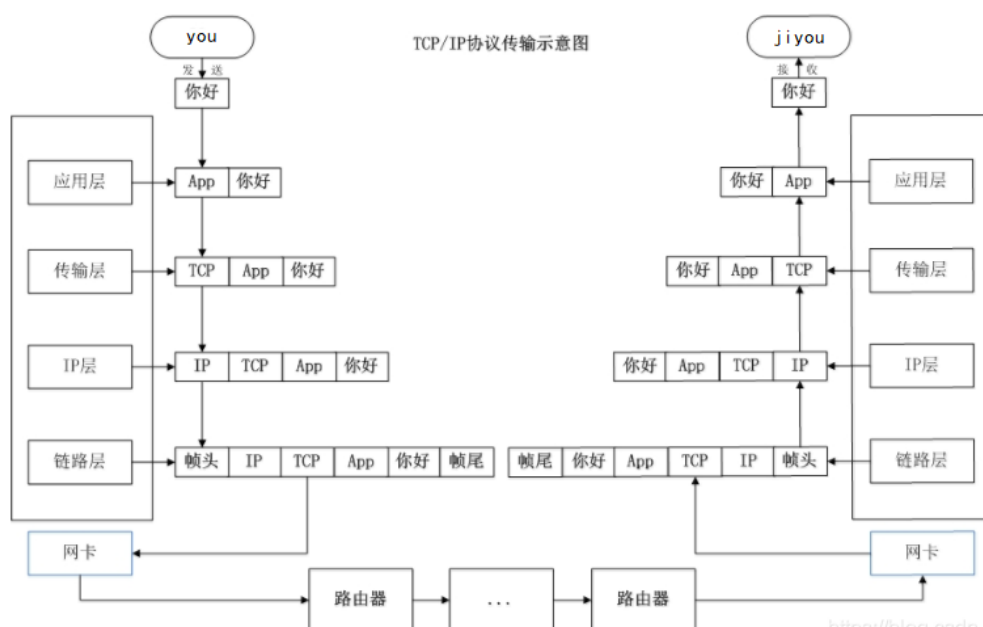 you
TCP/IP协议传输示意图
jiyou
发 送
接 收
你好
你好
应用层
App 你好
你好 App
应用层
传输层
TCP App 你好
你好 App TCP
传输层
IP层
IP TCP App 你好
你好 App TCP IP
IP层
链路层
帧头 IP TCP App 你好 帧尾
帧尾 你好 App TCP IP 帧头
链路层
网卡
网卡
路由器
...
路由器